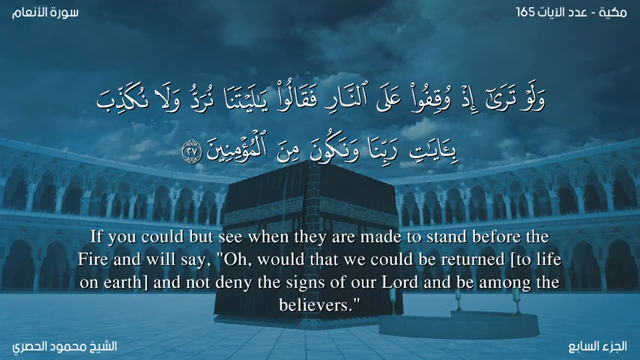 مكية - عدد الآيات 165
سورة الأنعام
وَلَوْ تَرَىٰٓ إِذْ وُقِفُوا۟ عَلَى ٱلنَّارِ فَقَالُوا۟ يَـٰلَيْتَنَا نُرَدُّ وَلَا نُكَذِّبَ
بِـَٔايَـٰتِ رَبِّنَا وَنَكُونَ مِنَ ٱلْمُؤْمِنِينَ ٢٧
If you could but see when they are made to stand before the
Fire and will say, "Oh, would that we could be returned [to life
on earth] and not deny the signs of our Lord and be among the
believers."
الجزء السابع
الشيخ محمود الحصري